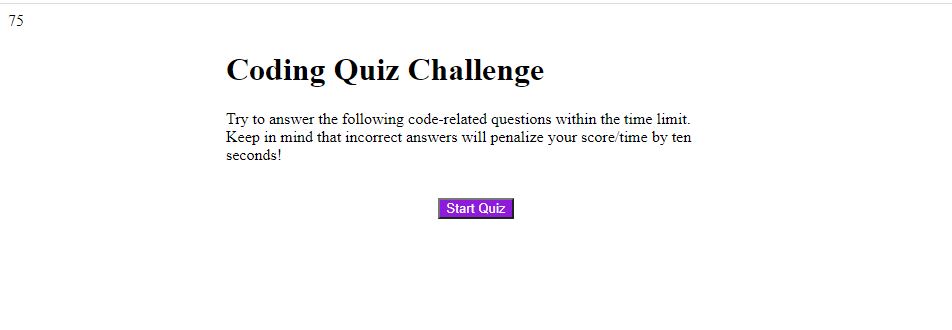 75
Coding Quiz Challenge
Try to answer the following code-related questions within the time limit.
Keep in mind that incorrect answers will penalize your score/time by ten
seconds!
Start Quiz